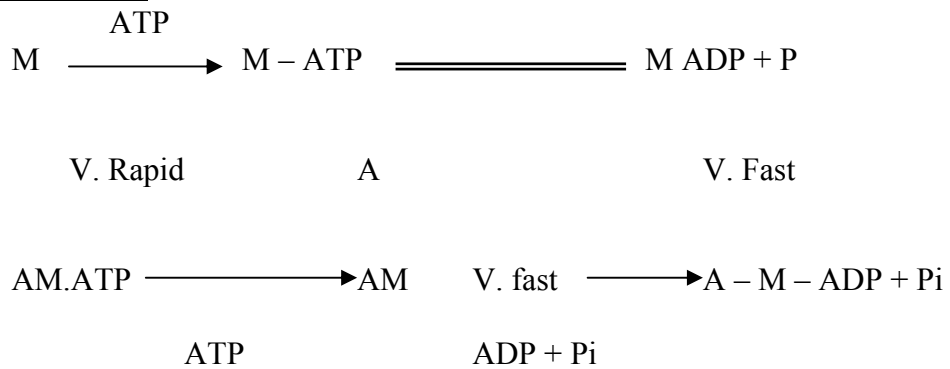 ATP
M M – ATP M ADP + P
V. Rapid A V. Fast
AM.ATP AM V. fast A – M – ADP + Pi
ATP ADP + Pi